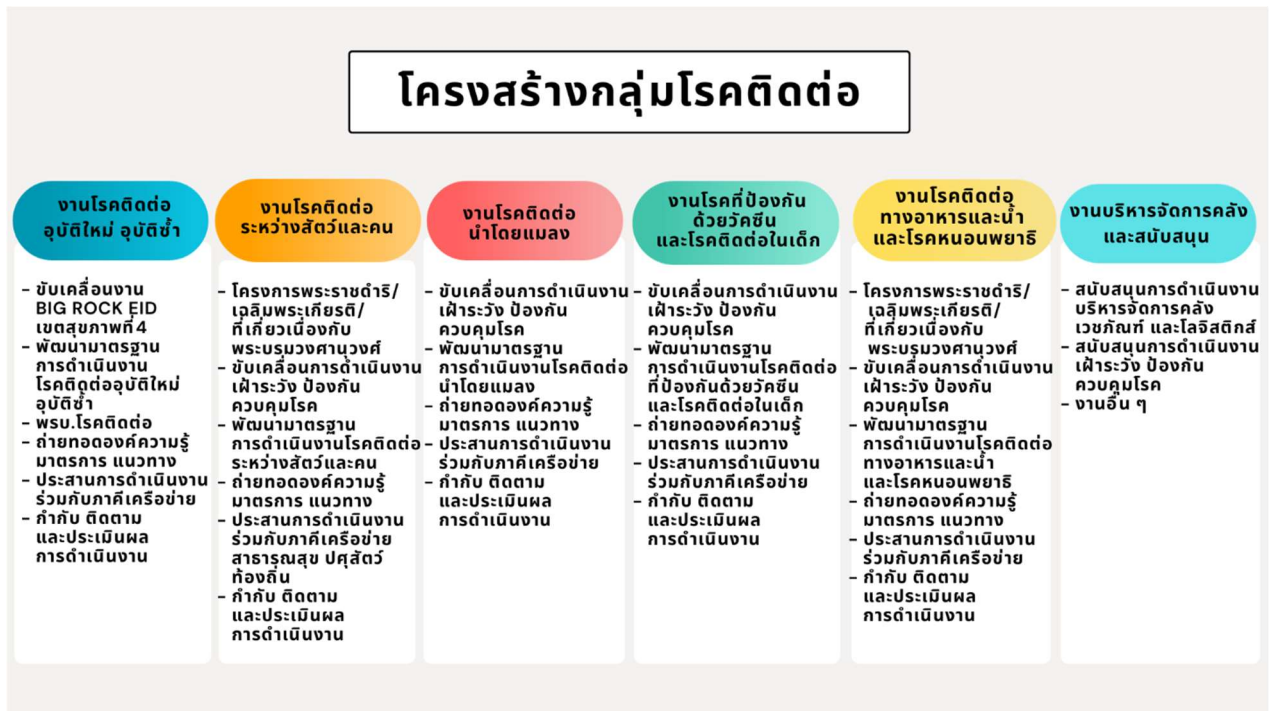 โครงสร้างกลุ่มโรคติดต่อ
งานโรคติดต่อ
อุบัติใหม่ อุบัติซ้ำ
- ขับเคลื่อนงาน
BIG ROCK EID
เขตสุขภาพที่4
- พัฒนามาตรฐาน
การดำเนินงาน
โรคติดต่ออุบัติใหม่
อุบัติซ้ำ
- พรบ.โรคติดต่อ
- ถ่ายทอดองค์ความรู้
มาตรการ แนวทาง
- ประสานการดำเนินงาน
ร่วมกับภาคีเครือข่าย
- กำกับ ติดตาม
และประเมินผล
การดำเนินงาน
งานโรคติดต่อ
ระหว่างสัตว์และคน
- โครงการพระราชดำริ/
เฉลิมพระเกียรติ/
ที่เกี่ยวเนื่องกับ
พระบรมวงศานุวงศ์
- ขับเคลื่อนการดำเนินงาน
เฝ้าระวัง ป้องกัน
ควบคุมโรค
- พัฒนามาตรฐาน
การดำเนินงานโรคติดต่อ
ระหว่างสัตว์และคน
- ถ่ายทอดองค์ความรู้
มาตรการ แนวทาง
- ประสานการดำเนินงาน
ร่วมกับภาคีเครือข่าย
สาธารณสุข ปศุสัตว์
ท้องถิ่น
- กำกับ ติดตาม
และประเมินผล
การดำเนินงาน
งานโรคติดต่อ
นำโดยแมลง
- ขับเคลื่อนการดำเนินงาน
เฝ้าระวัง ป้องกัน
ควบคุมโรค
- พัฒนามาตรฐาน
การดำเนินงานโรคติดต่อ
นำโดยแมลง
- ถ่ายทอดองค์ความรู้
มาตรการ แนวทาง
- ประสานการดำเนินงาน
ร่วมกับภาคีเครือข่าย
- กำกับ ติดตาม
และประเมินผล
การดำเนินงาน
งานโรคที่ป้องกัน
ด้วยวัคซีน
และโรคติดต่อในเด็ก
- ขับเคลื่อนการดำเนินงาน
เฝ้าระวัง ป้องกัน
ควบคุมโรค
- พัฒนามาตรฐาน
การดำเนินงานโรคติดต่อ
ที่ป้องกันด้วยวัคซีน
และโรคติดต่อในเด็ก
- ถ่ายทอดองค์ความรู้
มาตรการ แนวทาง
- ประสานการดำเนินงาน
ร่วมกับภาคีเครือข่าย
- กำกับ ติดตาม
และประเมินผล
การดำเนินงาน
งานโรคติดต่อ
ทางอาหารและน้ำ
และโรคหนอนพยาธิ
- โครงการพระราชดำริ/
เฉลิมพระเกียรติ/
ที่เกี่ยวเนื่องกับ
พระบรมวงศานุวงศ์
- ขับเคลื่อนการดำเนินงาน
เฝ้าระวัง ป้องกัน
ควบคุมโรค
- พัฒนามาตรฐาน
การดำเนินงานโรคติดต่อ
ทางอาหารและน้ำ
และโรคหนอนพยาธิ
- ถ่ายทอดองค์ความรู้
มาตรการ แนวทาง
- ประสานการดำเนินงาน
ร่วมกับภาคีเครือข่าย
- กำกับ ติดตาม
และประเมินผล
การดำเนินงาน
งานบริหารจัดการคลัง
และสนับสนุน
- สนับสนุนการดำเนินงาน
บริหารจัดการคลัง
เวชภัณฑ์ และโลจิสติกส์
- สนับสนุนการดำเนินงาน
เฝ้าระวัง ป้องกัน
ควบคุมโรค
- งานอื่น ๆ